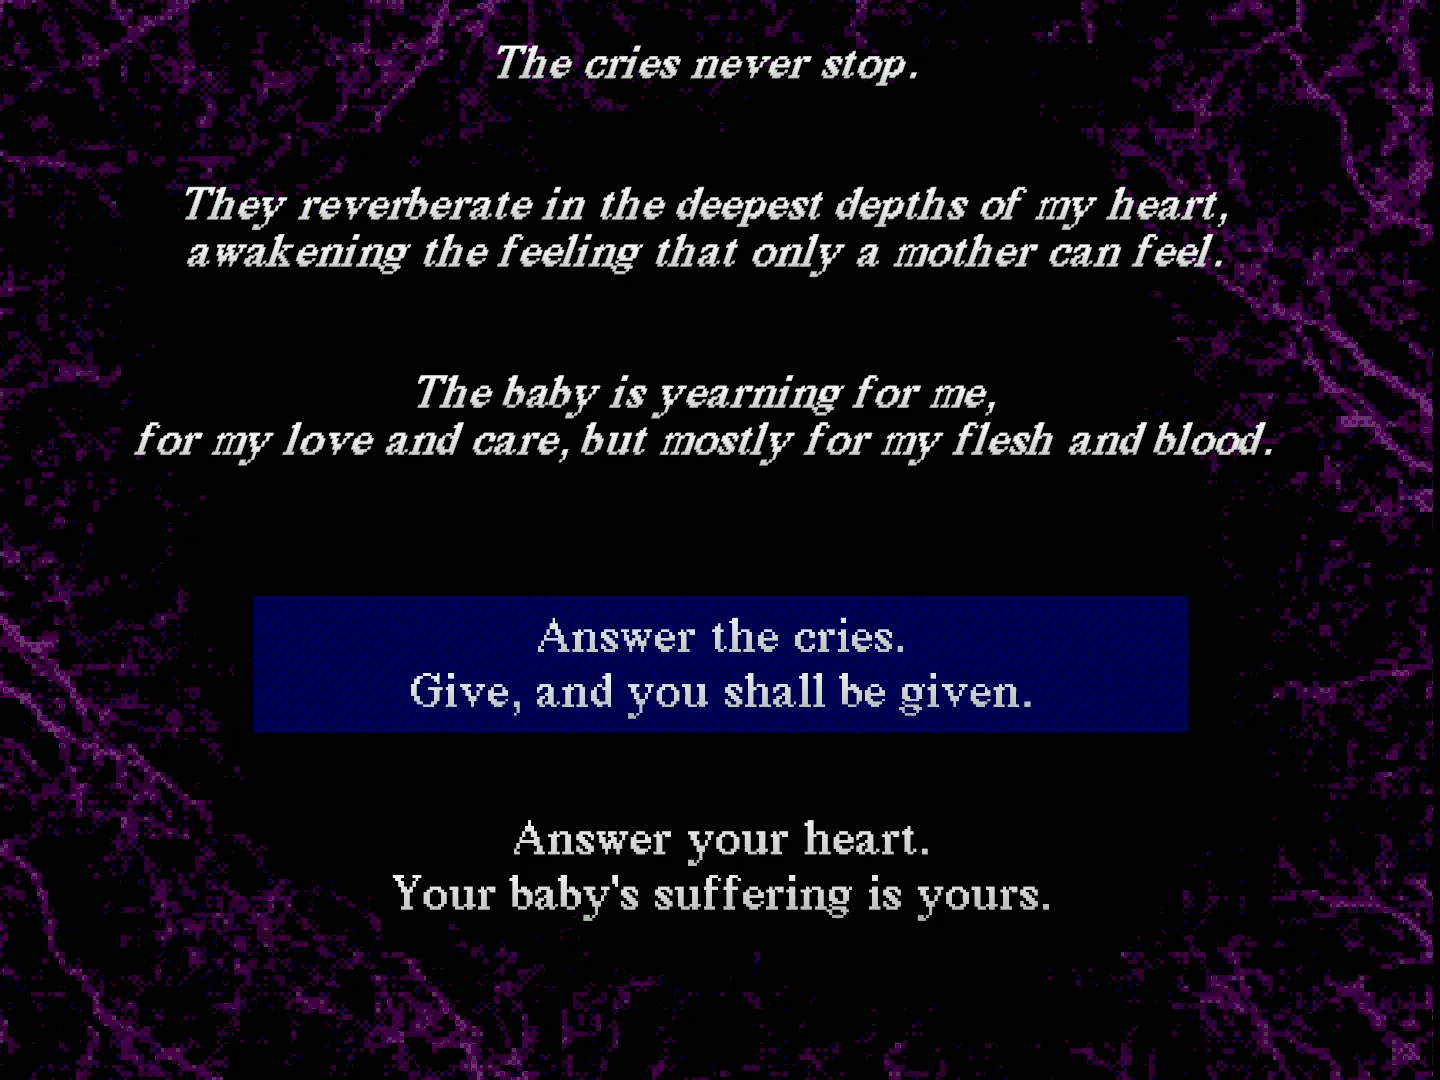 The cries never stop.
They reverberate in the deepest depths of my heart,
awakening the feeling that only a mother can feel.
The baby is yearning for me,
for my love and care, but mostly for my flesh and blood.
Answer the cries.
Give, and you shall be given.
Answer your heart.
Your baby's suffering is yours.